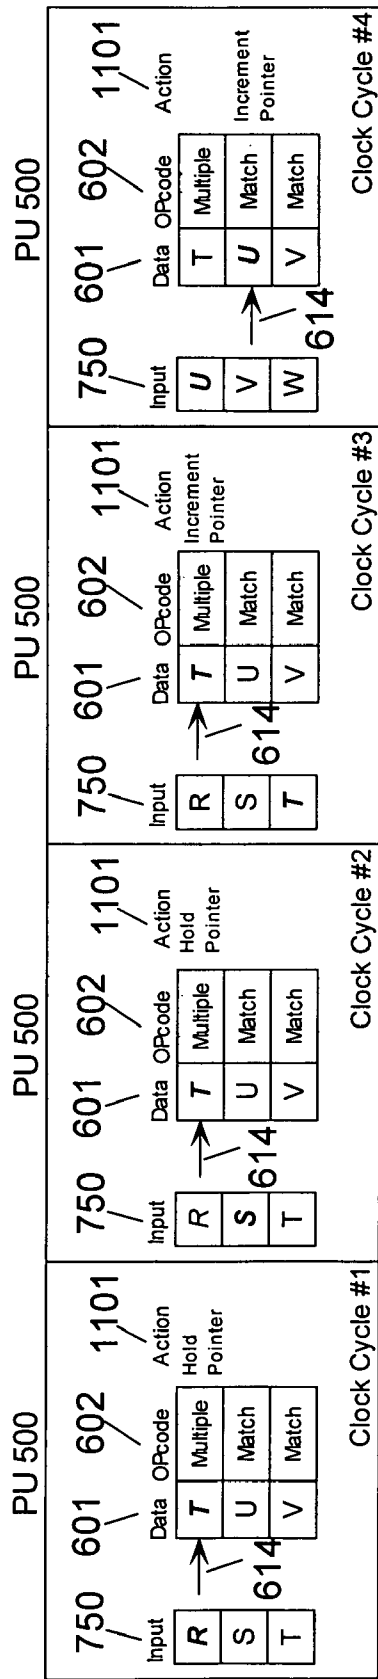 PU 500
750 601 602 1101
Input Data OPcode Action
R T Multiple Hold Pointer
S U Match
T V Match
614
Clock Cycle #1
PU 500
750 601 602 1101
Input Data OPcode Action
R T Multiple Hold Pointer
S U Match
T V Match
614
Clock Cycle #2
PU 500
750 601 602 1101
Input Data OPcode Action
R T Multiple Increment Pointer
S U Match
T V Match
614
Clock Cycle #3
PU 500
750 601 602 1101
Input Data OPcode Action
U T Multiple
V U Match Increment Pointer
W V Match
614
Clock Cycle #4